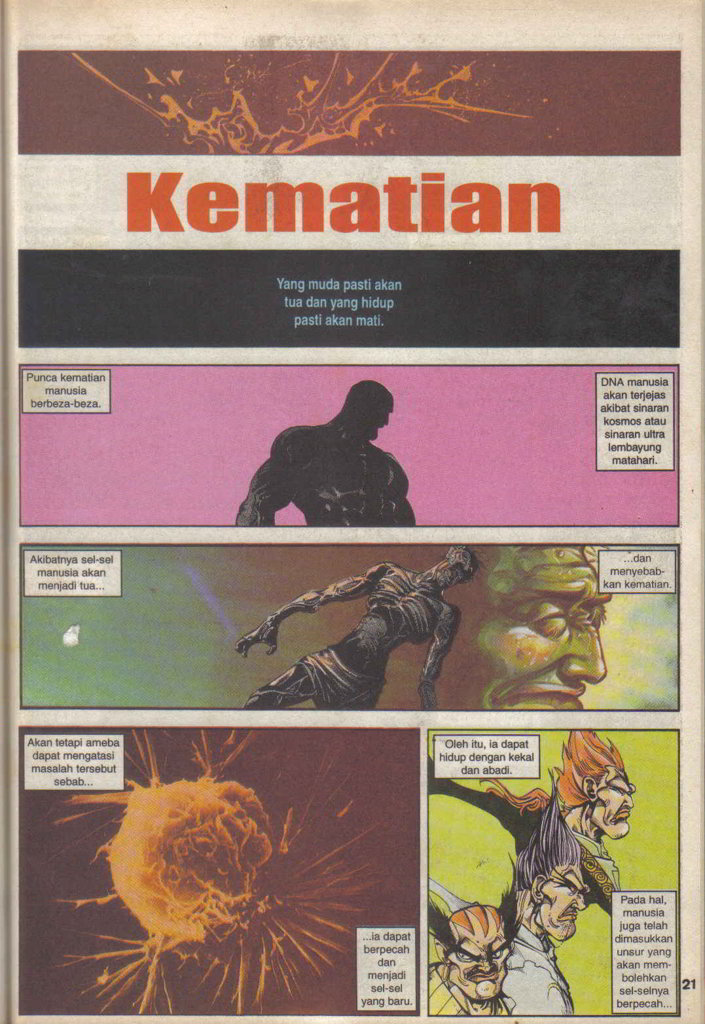 Kematian
Yang muda pasti akan
tua dan yang hidup
pasti akan mati.
Punca kematian
manusia
berbeza-beza.
DNA manusia
akan terjejas
akibat sinaran
kosmos atau
sinaran ultra
lembayung
matahari.
Akibatnya sel-sel
manusia akan
menjadi tua...
...dan
menyebab-
kan kematian.
Akan tetapi ameba
dapat mengatasi
masalah tersebut
sebab...
...ia dapat
berpecah
dan
menjadi
sel-sel
yang baru.
Oleh itu, ia dapat
hidup dengan kekal
dan abadi.
Pada hal,
manusia
juga telah
dimasukkan
unsur yang
akan mem-
bolehkan
sel-selnya
berpecah...
21